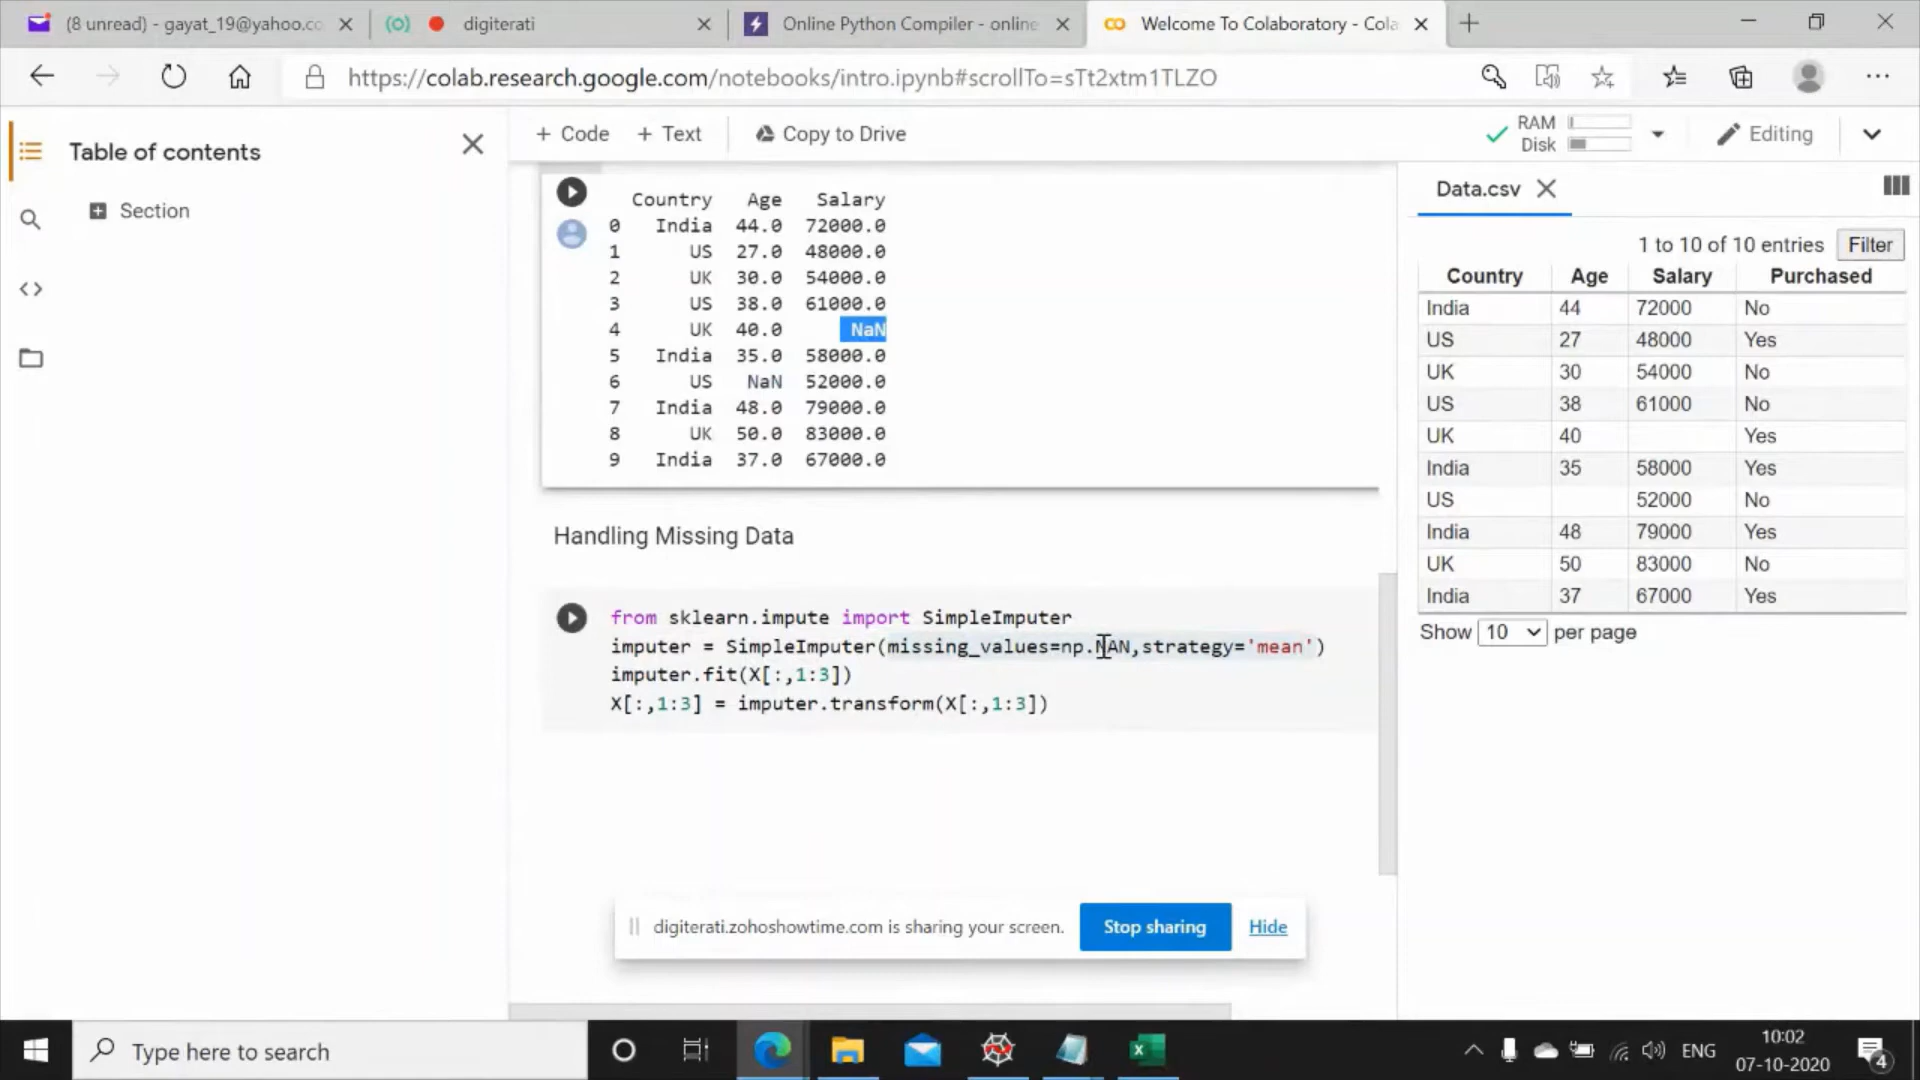 (8 unread) - gayat_19@yahoo.co
digiterati
Online Python Compiler - online
Welcome To Colaboratory - Cola
https://colab.research.google.com/notebooks/intro.ipynb#scrollTo=sTt2xtm1TLZO
Table of contents
Section
+ Code + Text Copy to Drive
RAM
Disk
Editing
Country Age Salary
0 India 44.0 72000.0
1 US 27.0 48000.0
2 UK 30.0 54000.0
3 US 38.0 61000.0
4 UK 40.0 NaN
5 India 35.0 58000.0
6 US NaN 52000.0
7 India 48.0 79000.0
8 UK 50.0 83000.0
9 India 37.0 67000.0
Handling Missing Data
from sklearn.impute import SimpleImputer
imputer = SimpleImputer(missing_values=np.NAN,strategy='mean')
imputer.fit(X[:,1:3])
X[:,1:3] = imputer.transform(X[:,1:3])
Data.csv
1 to 10 of 10 entries Filter
Country Age Salary Purchased
India 44 72000 No
US 27 48000 Yes
UK 30 54000 No
US 38 61000 No
UK 40 Yes
India 35 58000 Yes
US 52000 No
India 48 79000 Yes
UK 50 83000 No
India 37 67000 Yes
Show 10 per page
digiterati.zohoshowtime.com is sharing your screen. Stop sharing Hide
Type here to search
ENG
10:02
07-10-2020
4